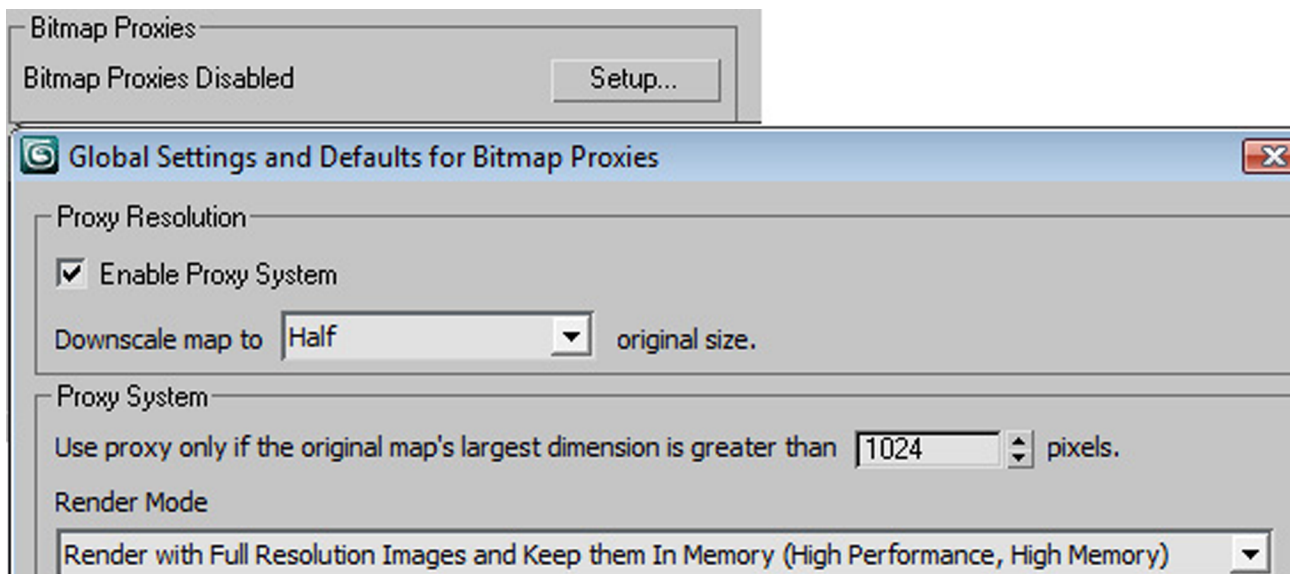 Bitmap Proxies
Bitmap Proxies Disabled Setup...
Global Settings and Defaults for Bitmap Proxies
Proxy Resolution
Enable Proxy System
Downscale map to Half original size.
Proxy System
Use proxy only if the original map's largest dimension is greater than 1024 pixels.
Render Mode
Render with Full Resolution Images and Keep them In Memory (High Performance, High Memory)